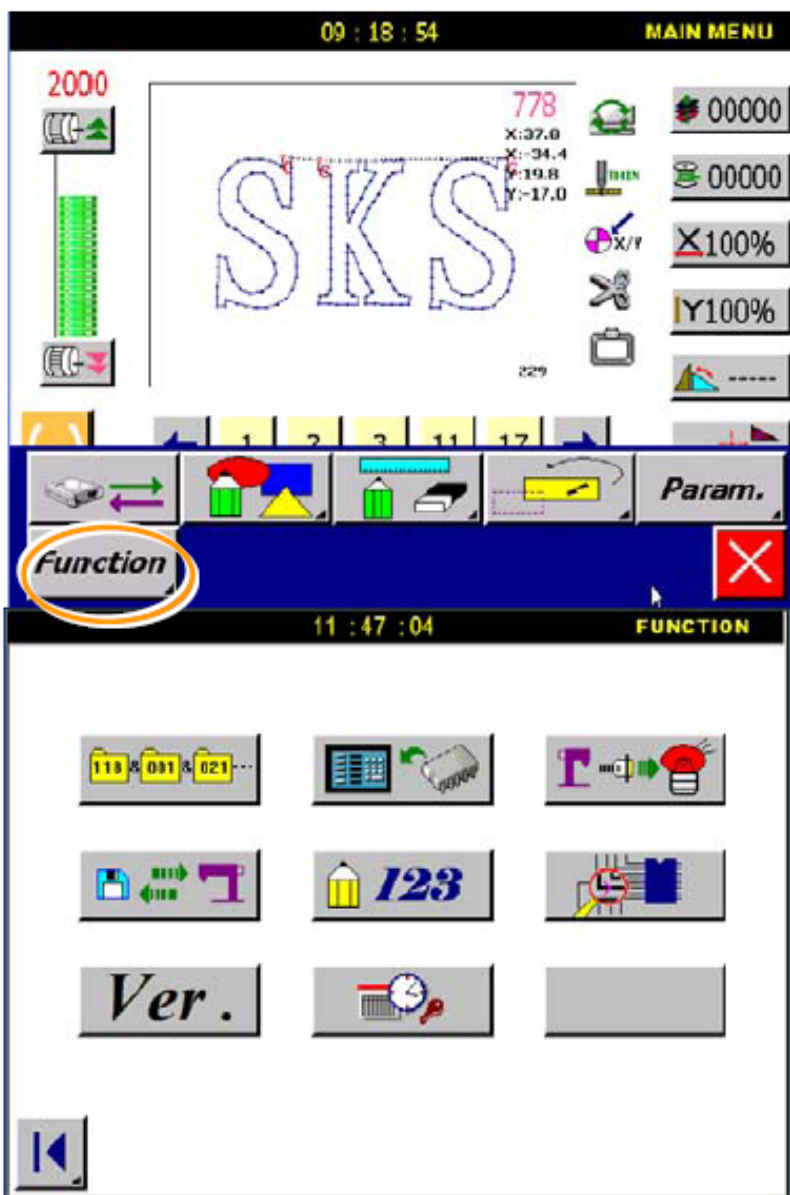 09 : 18 : 54 MAIN MENU
2000
778
X:37.8
X:-34.4
Y:19.8
Y:-17.0
SKS
229
00000
00000
X/Y
X100%
Y100%
-----
1 2 3 11 17
Param.
Function
11 :47 :04 FUNCTION
118 & 001 & 021---
123
Ver .